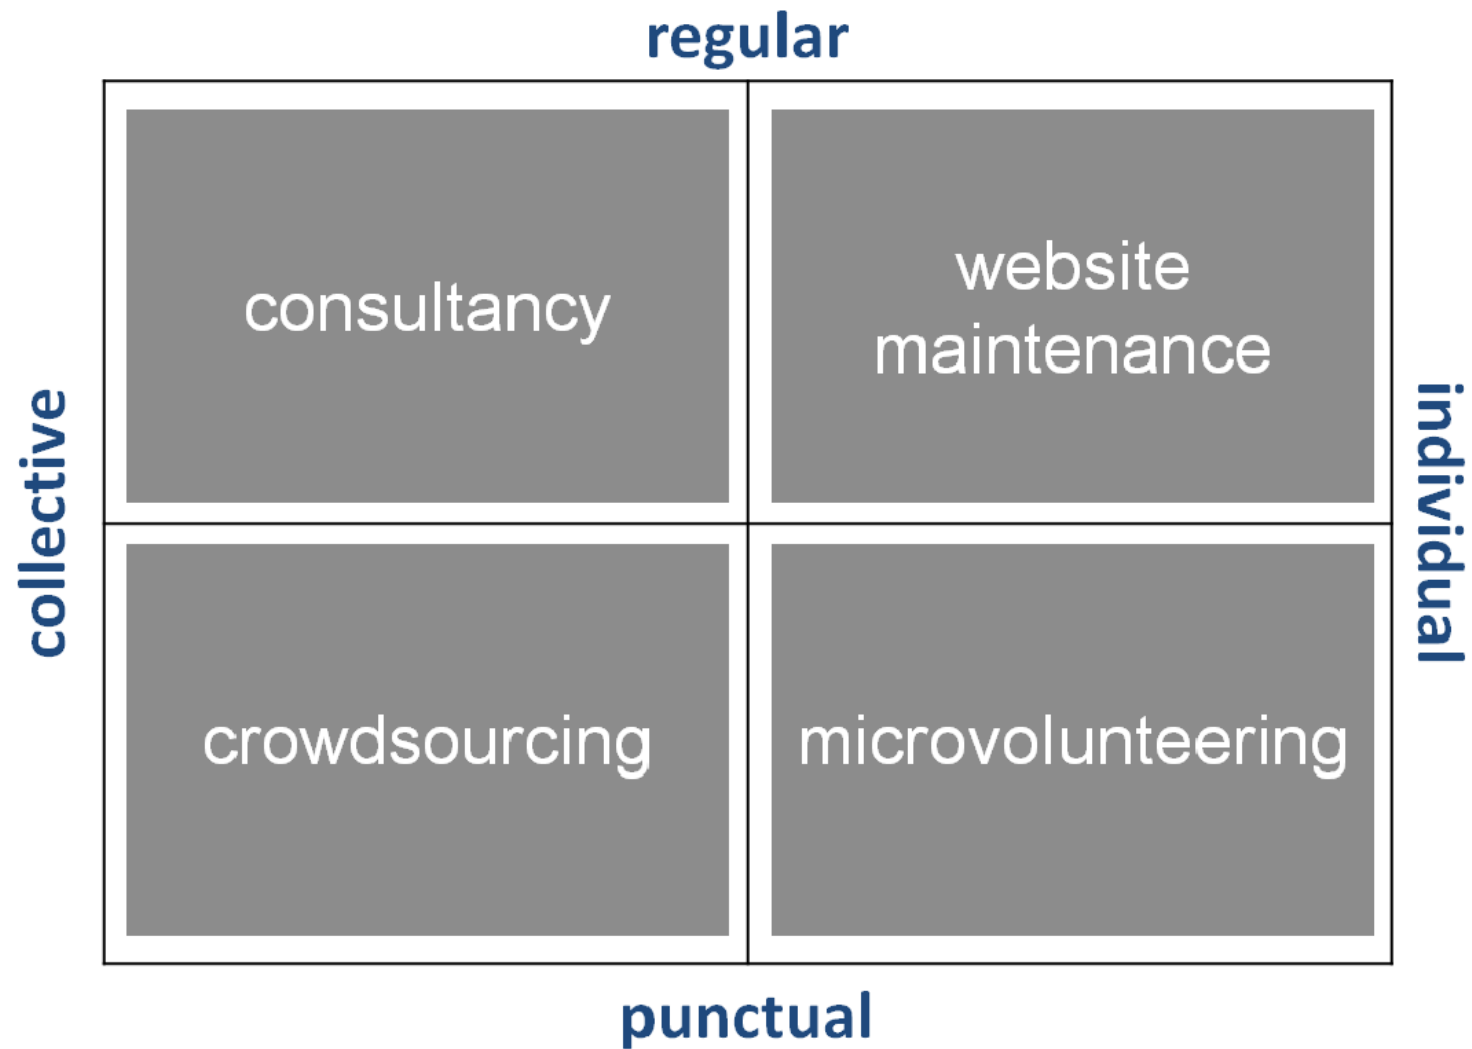 regular
consultancy
website
maintenance
collective
individual
crowdsourcing
microvolunteering
punctual